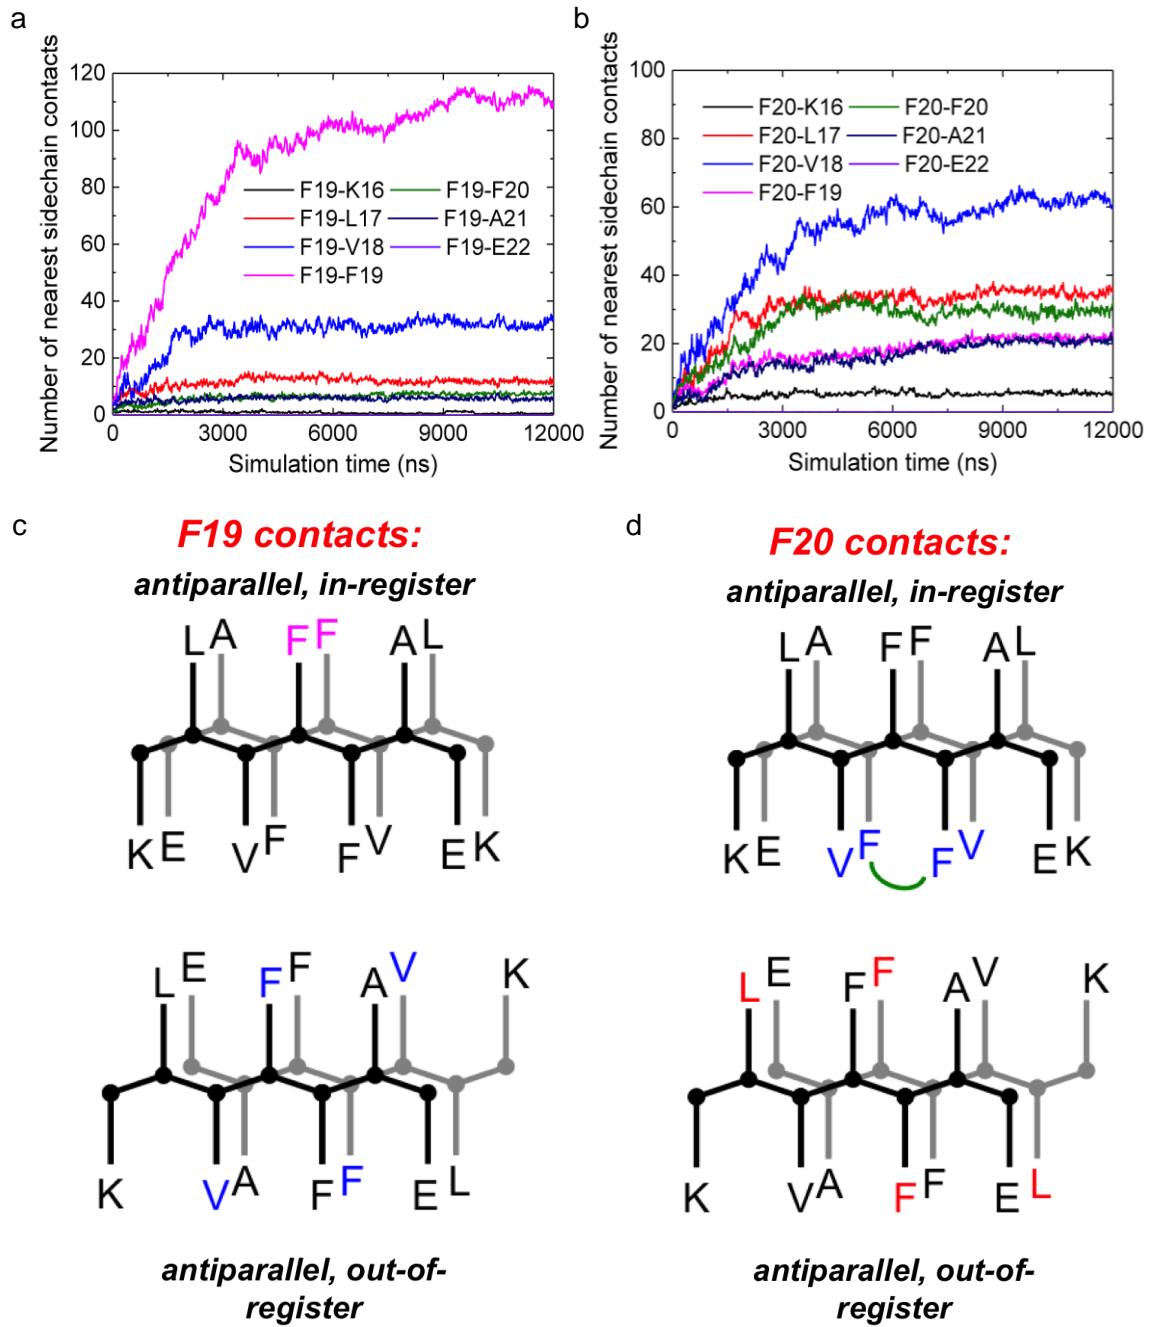 a
Number of nearest sidechain contacts
120
100
80
60
40
20
0
F19-K16
F19-L17
F19-V18
F19-F19
F19-F20
F19-A21
F19-E22
0 3000 6000 9000 12000
Simulation time (ns)
b
Number of nearest sidechain contacts
100
80
60
40
20
0
F20-K16
F20-L17
F20-V18
F20-F19
F20-F20
F20-A21
F20-E22
0 3000 6000 9000 12000
Simulation time (ns)
c
F19 contacts:
antiparallel, in-register
L A F F A L
K E V F F V E K
L E F F A V K
K V A F F E L
antiparallel, out-of-
register
d
F20 contacts:
antiparallel, in-register
L A F F A L
K E V F F V E K
L E F F A V K
K V A F F E L
antiparallel, out-of-
register